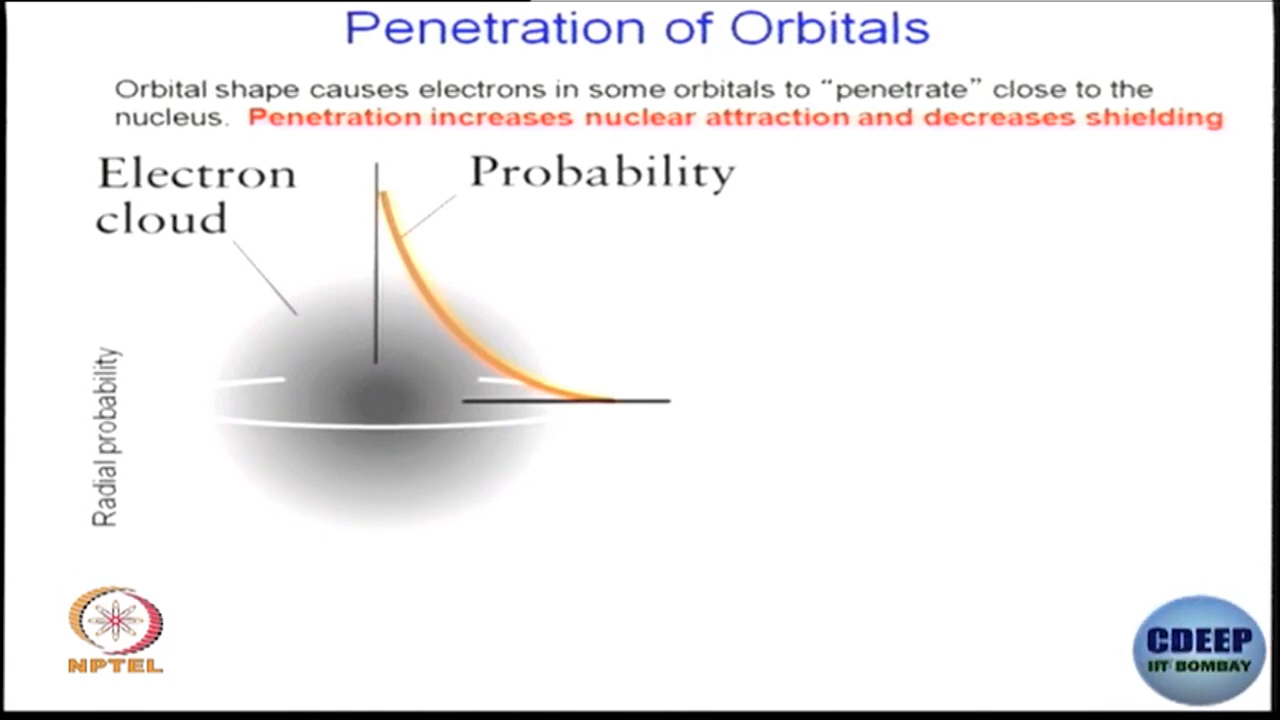 Penetration of Orbitals
Orbital shape causes electrons in some orbitals to “penetrate” close to the
nucleus. Penetration increases nuclear attraction and decreases shielding
Electron
cloud
Probability
Radial probability
NPTEL
CDEEP
IIT BOMBAY